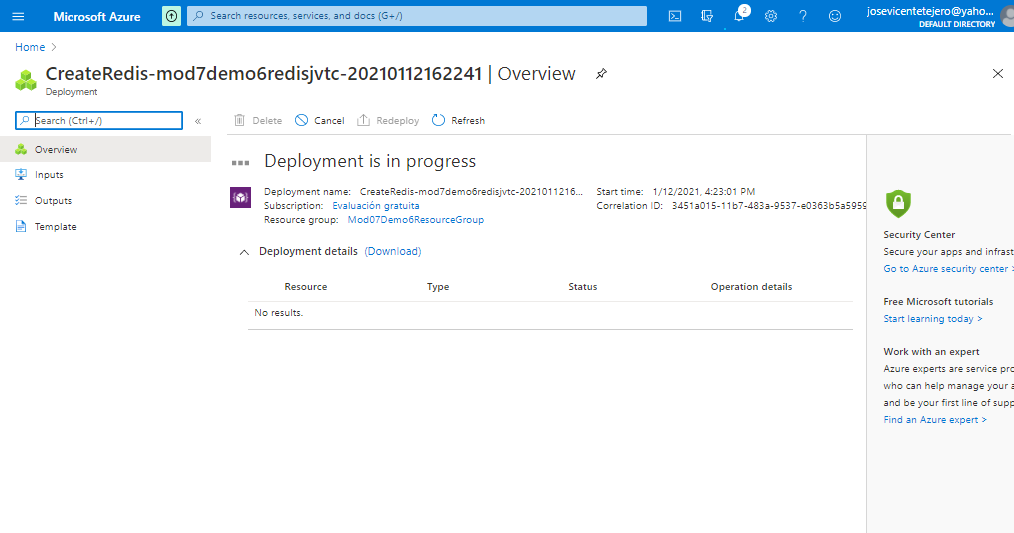 Microsoft Azure
Search resources, services, and docs (G+/)
2
josevicentetejero@yaho...
DEFAULT DIRECTORY
Home
CreateRedis-mod7demo6redisjvtc-20210112162241 | Overview
Deployment
Search (Ctrl+/)
Overview
Inputs
Outputs
Template
Delete
Cancel
Redeploy
Refresh
Deployment is in progress
Deployment name: CreateRedis-mod7demo6redisjvtc-2021011216...
Subscription: Evaluación gratuita
Resource group: Mod07Demo6ResourceGroup
Start time: 1/12/2021, 4:23:01 PM
Correlation ID: 3451a015-11b7-483a-9537-e0363b5a5959
Deployment details (Download)
Resource Type Status Operation details
No results.
Security Center
Secure your apps and infrast
Go to Azure security center >
Free Microsoft tutorials
Start learning today >
Work with an expert
Azure experts are service pro
who can help manage your a
and be your first line of supp
Find an Azure expert >